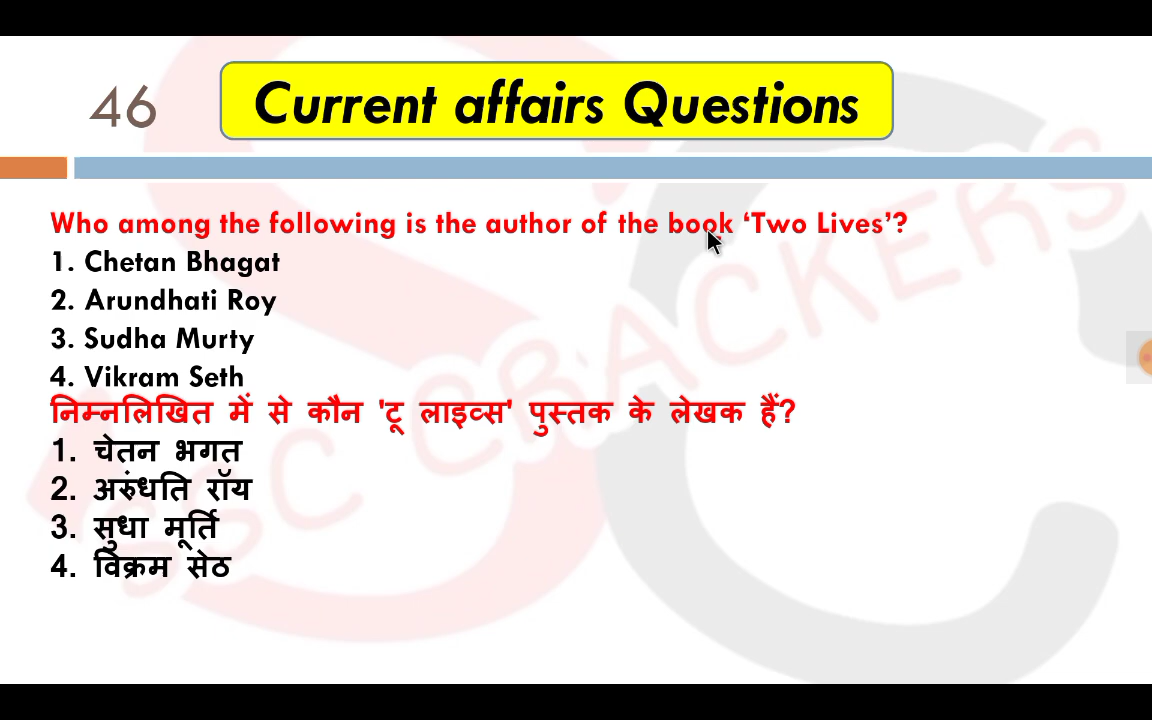 46
Current affairs Questions
Who among the following is the author of the book ‘Two Lives’?
1. Chetan Bhagat
2. Arundhati Roy
3. Sudha Murty
4. Vikram Seth
निम्नलिखित में से कौन 'टू लाइव्स' पुस्तक के लेखक हैं?
1. चेतन भगत
2. अरुंधति रॉय
3. सुधा मूर्ति
4. विक्रम सेठ
SSC CRACKERS